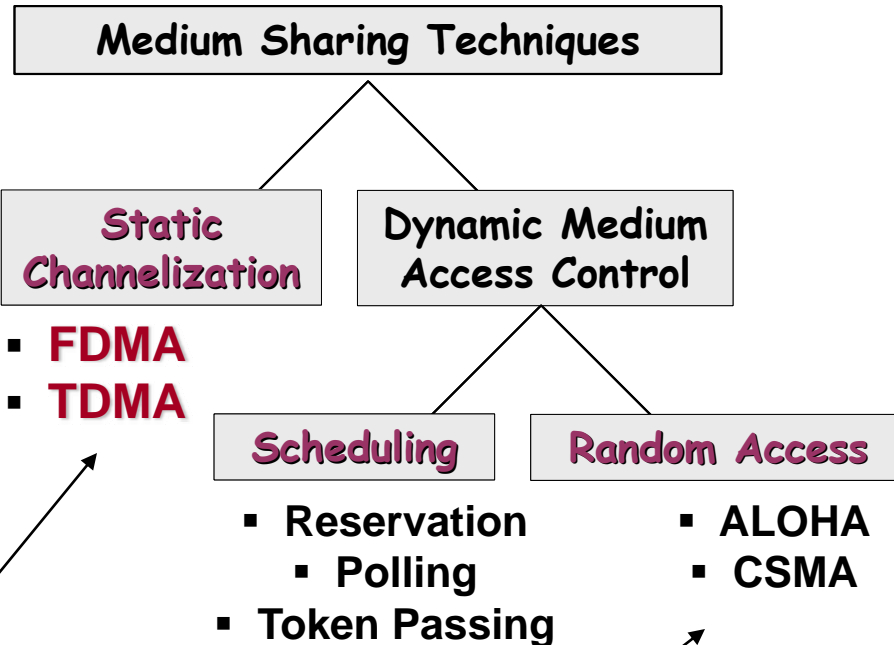 Medium Sharing Techniques
Static
Channelization
Dynamic Medium
Access Control
▪ FDMA
▪ TDMA
Scheduling
Random Access
▪ Reservation
▪ Polling
▪ Token Passing
▪ ALOHA
▪ CSMA